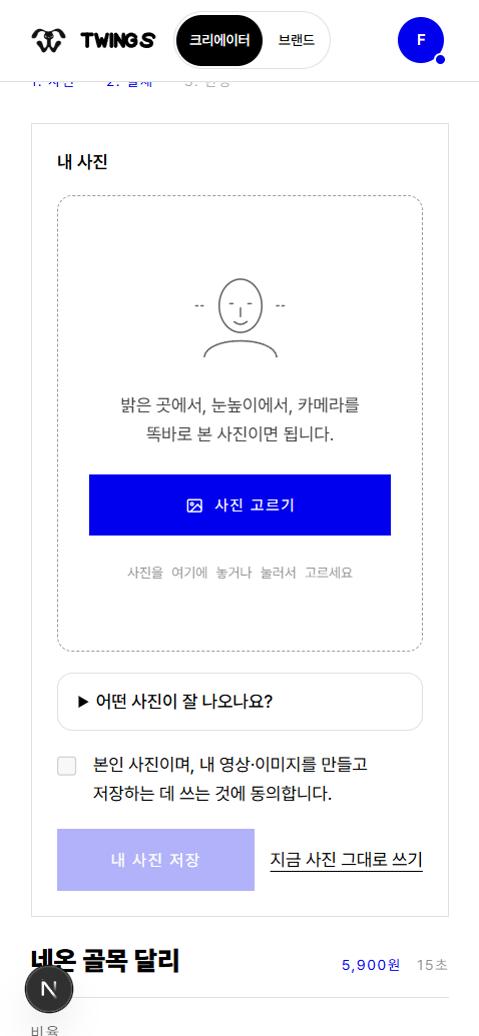 TWINGS
크리에이터
브랜드
F
내 사진
밝은 곳에서, 눈높이에서, 카메라를
똑바로 본 사진이면 됩니다.
사진 고르기
사진을 여기에 놓거나 눌러서 고르세요
▶ 어떤 사진이 잘 나오나요?
본인 사진이며, 내 영상·이미지를 만들고
저장하는 데 쓰는 것에 동의합니다.
내 사진 저장
지금 사진 그대로 쓰기
네온 골목 달리
5,900원
15초
N
비율